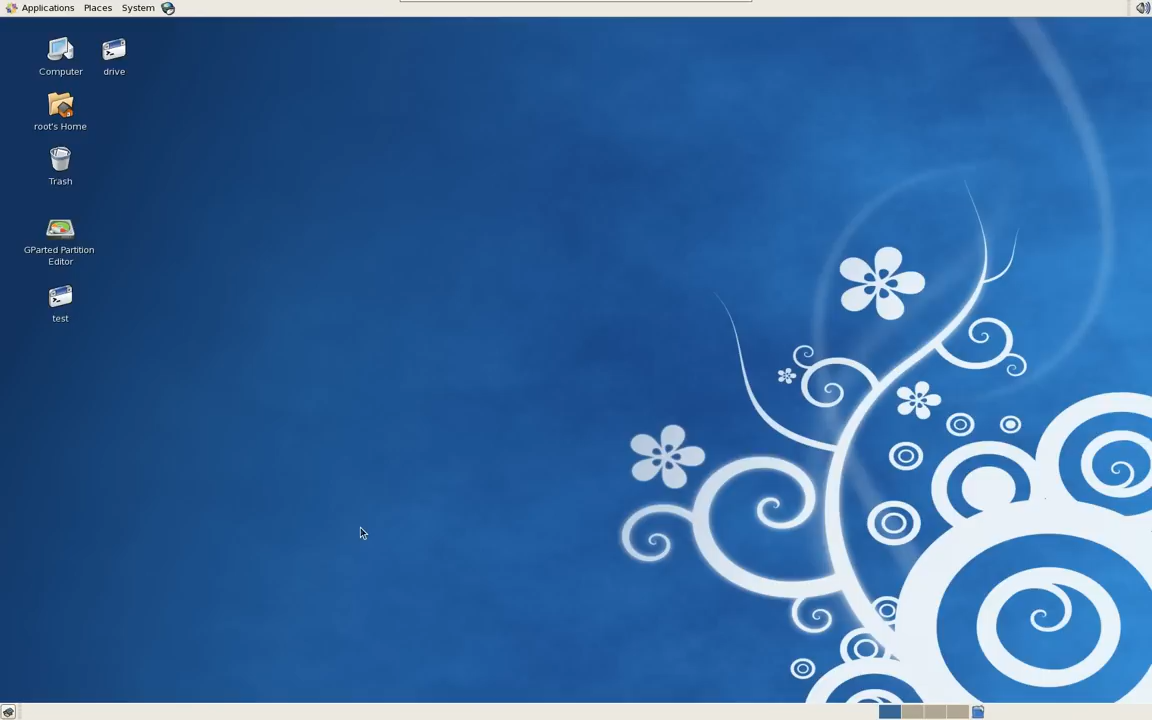 Applications Places System
Computer
drive
root's Home
Trash
GParted Partition
Editor
test